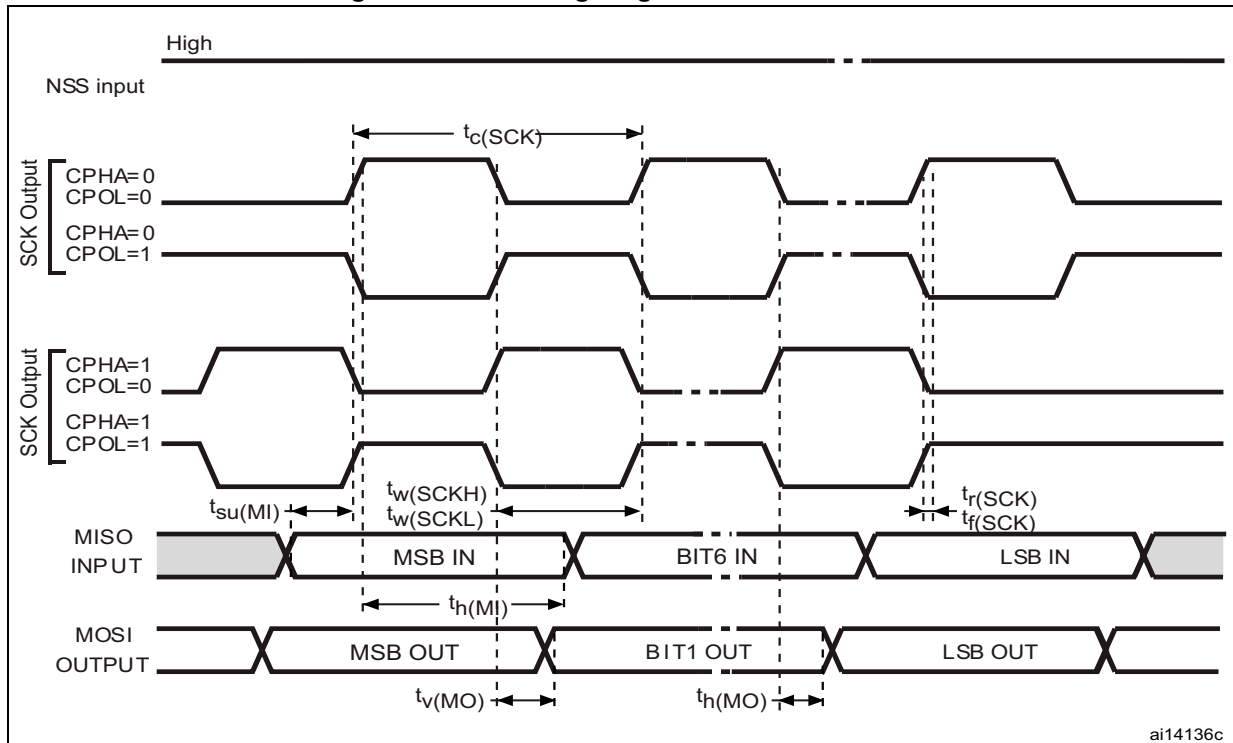 High
NSS input
tc(SCK)
SCK Output
CPHA=0
CPOL=0
CPHA=0
CPOL=1
SCK Output
CPHA=1
CPOL=0
CPHA=1
CPOL=1
tsu(MI)
tw(SCKH)
tw(SCKL)
tr(SCK)
tf(SCK)
MISO
INPUT
MSB IN
BIT6 IN
LSB IN
th(MI)
MOSI
OUTPUT
MSB OUT
BIT1 OUT
LSB OUT
tv(MO)
th(MO)
ai14136c